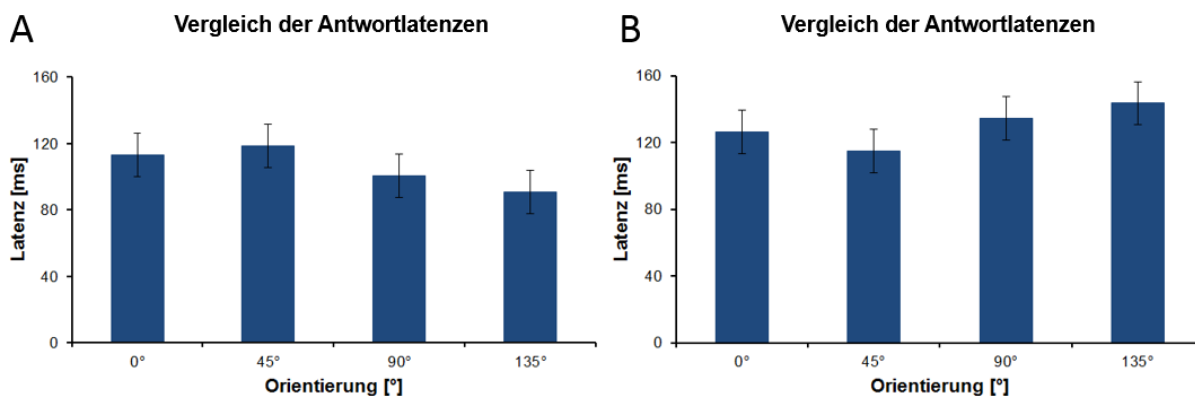 A
Vergleich der Antwortlatenzen
160
120
80
40
0
Latenz [ms]
0° 45° 90° 135°
Orientierung [°]
B
Vergleich der Antwortlatenzen
160
120
80
40
0
Latenz [ms]
0° 45° 90° 135°
Orientierung [°]